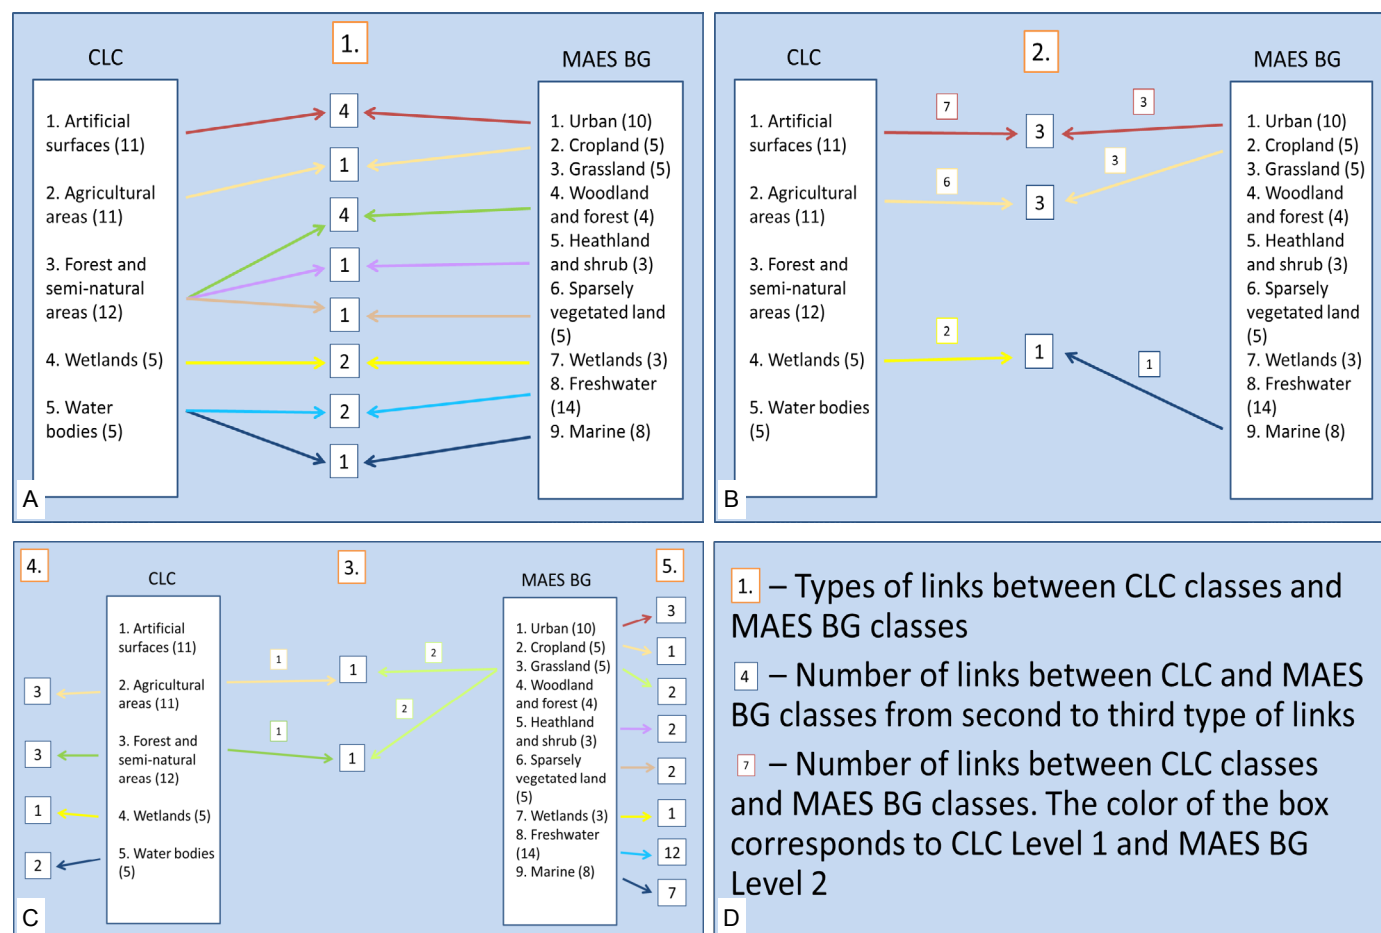 1.
CLC
MAES BG
1. Artificial
surfaces (11)
2. Agricultural
areas (11)
3. Forest and
semi-natural
areas (12)
4. Wetlands (5)
5. Water
bodies (5)
4
1
4
1
1
2
2
1
1. Urban (10)
2. Cropland (5)
3. Grassland (5)
4. Woodland
and forest (4)
5. Heathland
and shrub (3)
6. Sparsely
vegetated land
(5)
7. Wetlands (3)
8. Freshwater
(14)
9. Marine (8)
A
2.
CLC
MAES BG
1. Artificial
surfaces (11)
2. Agricultural
areas (11)
3. Forest and
semi-natural
areas (12)
4. Wetlands (5)
5. Water bodies
(5)
7
3
3
6
3
3
2
1
1
1. Urban (10)
2. Cropland (5)
3. Grassland (5)
4. Woodland
and forest (4)
5. Heathland
and shrub (3)
6. Sparsely
vegetated land
(5)
7. Wetlands (3)
8. Freshwater
(14)
9. Marine (8)
B
4.
3.
5.
CLC
MAES BG
3
3
1
2
1. Artificial
surfaces (11)
2. Agricultural
areas (11)
3. Forest and
semi-natural
areas (12)
4. Wetlands (5)
5. Water bodies
(5)
1
1
2
1
1
2
1. Urban (10)
2. Cropland (5)
3. Grassland (5)
4. Woodland
and forest (4)
5. Heathland
and shrub (3)
6. Sparsely
vegetated land
(5)
7. Wetlands (3)
8. Freshwater
(14)
9. Marine (8)
3
1
2
2
2
1
12
7
C
1. – Types of links between CLC classes and
MAES BG classes
4 – Number of links between CLC and MAES
BG classes from second to third type of links
7 – Number of links between CLC classes
and MAES BG classes. The color of the box
corresponds to CLC Level 1 and MAES BG
Level 2
D